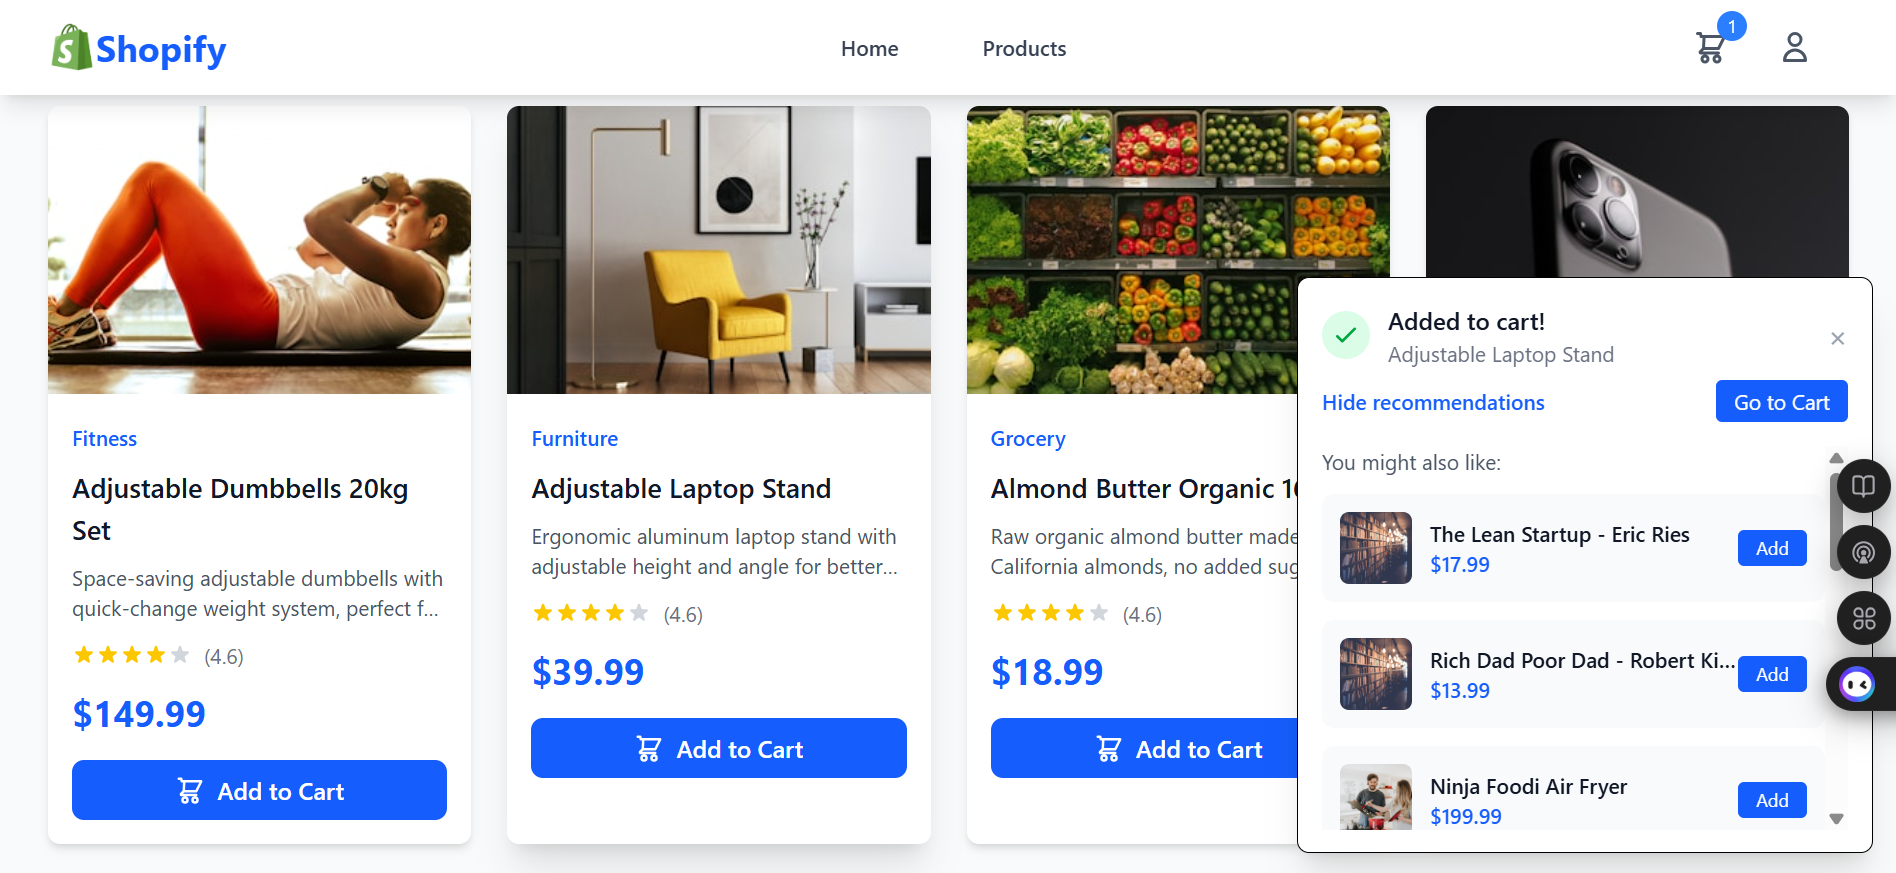 Shopify
Home
Products
1
Fitness
Adjustable Dumbbells 20kg
Set
Space-saving adjustable dumbbells with
quick-change weight system, perfect f...
(4.6)
$149.99
Add to Cart
Furniture
Adjustable Laptop Stand
Ergonomic aluminum laptop stand with
adjustable height and angle for better...
(4.6)
$39.99
Add to Cart
Grocery
Almond Butter Organic
Raw organic almond butter made
California almonds, no added
(4.6)
$18.99
Add to Cart
Added to cart!
Adjustable Laptop Stand
Hide recommendations
Go to Cart
You might also like:
The Lean Startup - Eric Ries
$17.99
Add
Rich Dad Poor Dad - Robert Ki...
$13.99
Add
Ninja Foodi Air Fryer
$199.99
Add